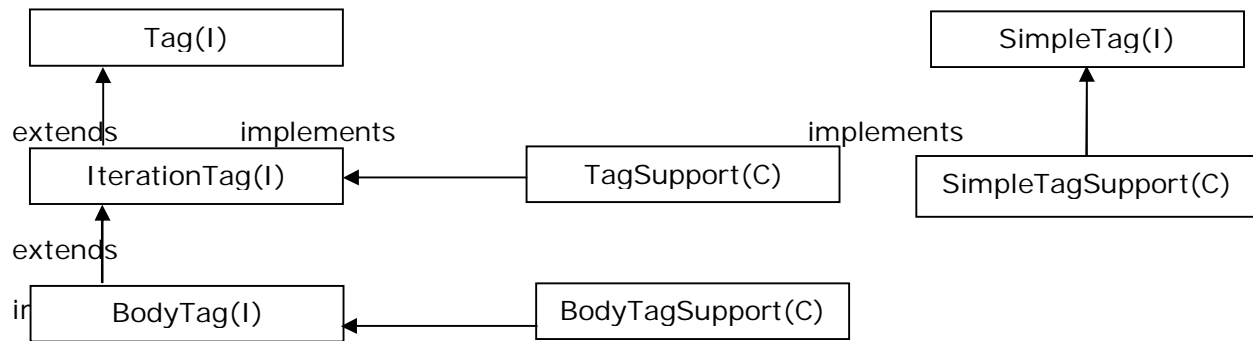 Tag(I)
SimpleTag(I)
extends implements implements
IterationTag(I)
TagSupport(C)
SimpleTagSupport(C)
extends
BodyTag(I)
BodyTagSupport(C)